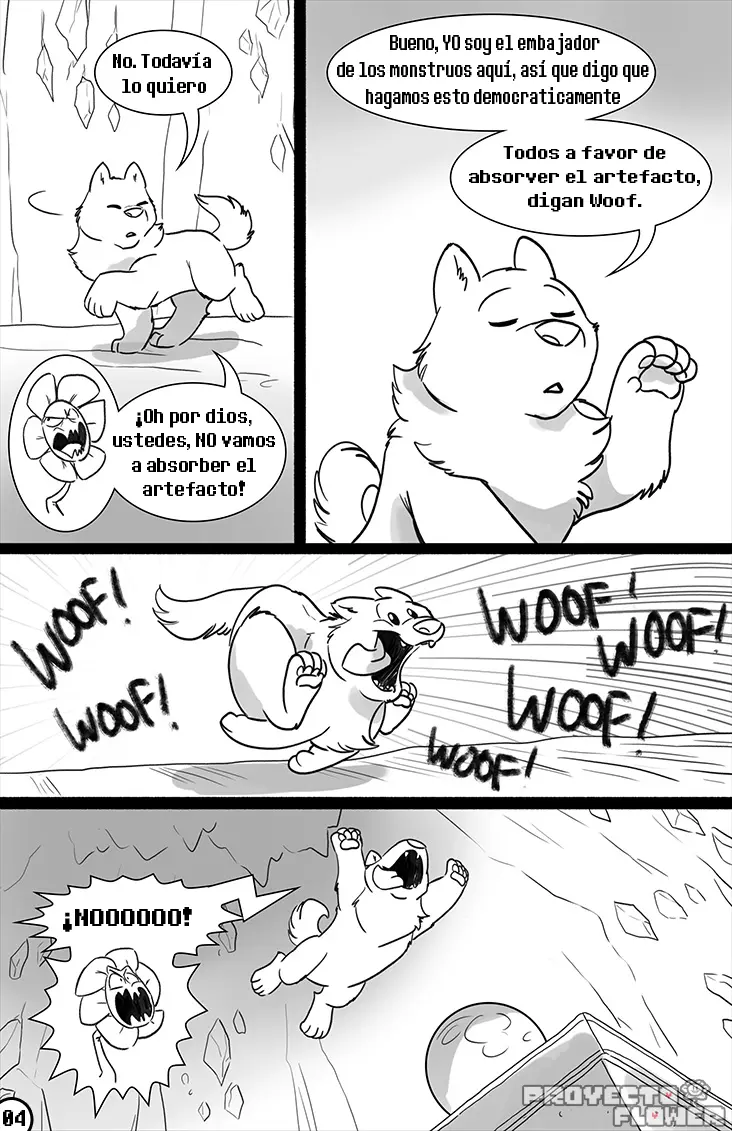 No. Todavía
lo quiero
¡Oh por dios,
ustedes, NO vamos
a absorber el
artefacto!
Bueno, YO soy el embajador
de los monstruos aquí, así que digo que
hagamos esto democraticamente
Todos a favor de
absorver el artefacto,
digan Woof.
WOOF!
WOOF!
WOOF!
WOOF!
WOOF!
WOOF!
¡NOOOOOO!
04
PROYECTO
FLOWER